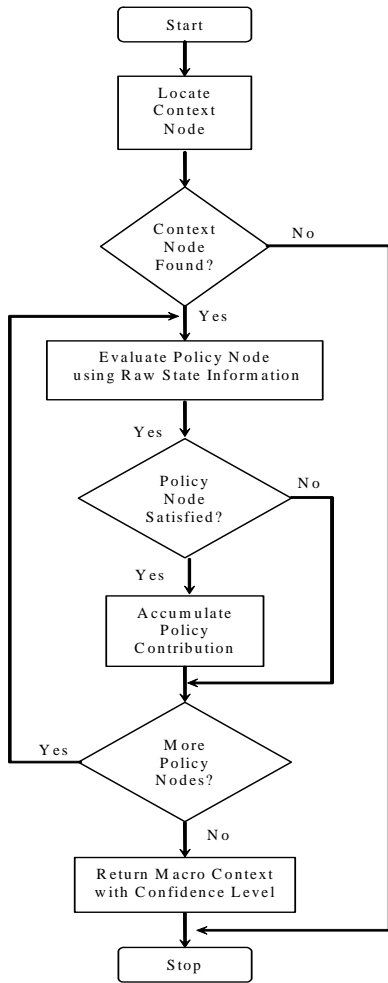 Start
Locate
Context
Node
Context
Node
Found?
No
Yes
Evaluate Policy Node
using Raw State Information
Yes
Policy
Node
Satisfied?
No
Yes
Accumulate
Policy
Contribution
Yes
More
Policy
Nodes?
No
Return Macro Context
with Confidence Level
Stop